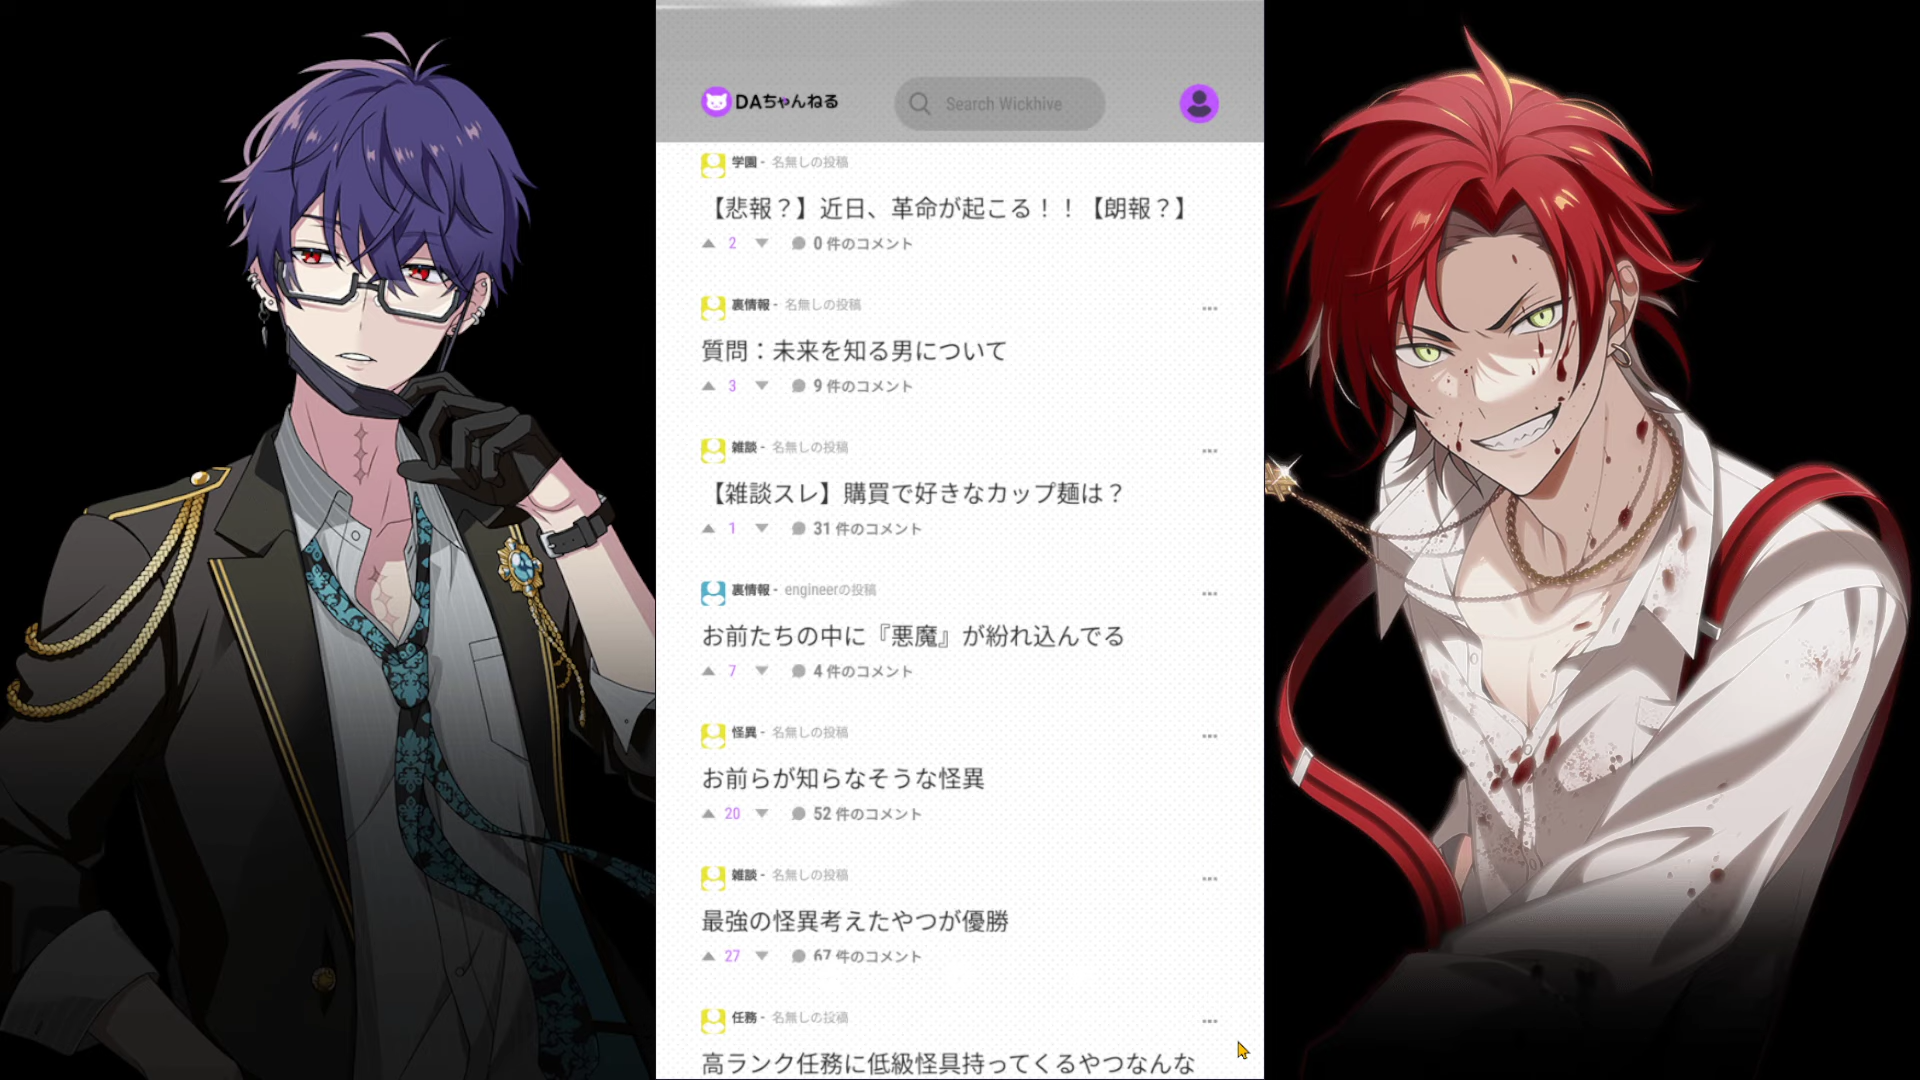 DAちゃんねる
Search Wickhive
学園 - 名無しの投稿
【悲報？】近日、革命が起こる！！【朗報？】
2 0 件のコメント
裏情報 - 名無しの投稿
質問：未来を知る男について
3 9 件のコメント
雑談 - 名無しの投稿
【雑談スレ】購買で好きなカップ麺は？
1 31 件のコメント
裏情報 - engineerの投稿
お前たちの中に『悪魔』が紛れ込んでる
7 4 件のコメント
怪異 - 名無しの投稿
お前らが知らなそうな怪異
20 52 件のコメント
雑談 - 名無しの投稿
最強の怪異考えたやつが優勝
27 67 件のコメント
任務 - 名無しの投稿
高ランク任務に低級怪具持ってくるやつなんな